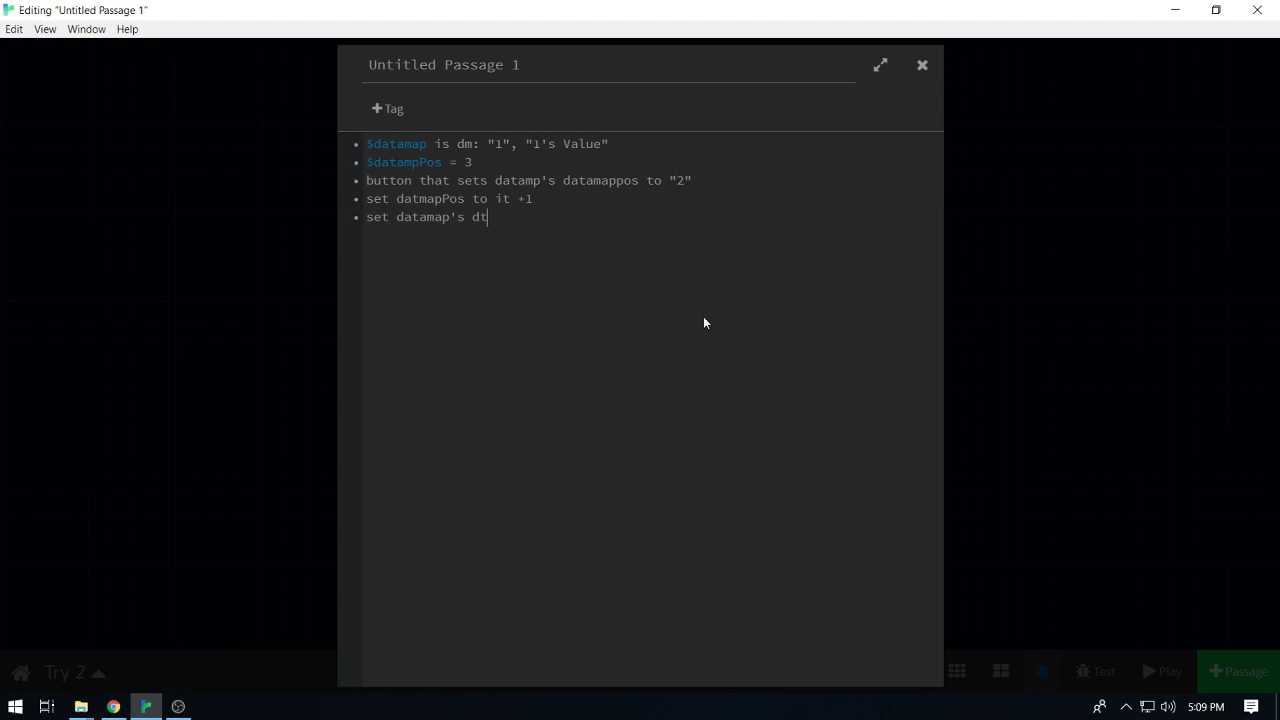 Editing "Untitled Passage 1"
Edit View Window Help
Untitled Passage 1
Tag
$datamap is dm: "1", "1's Value"
$datampPos = 3
button that sets datamp's datamappos to "2"
set datmapPos to it +1
set datamap's dt
Try 2
Test
Play
Passage
5:09 PM